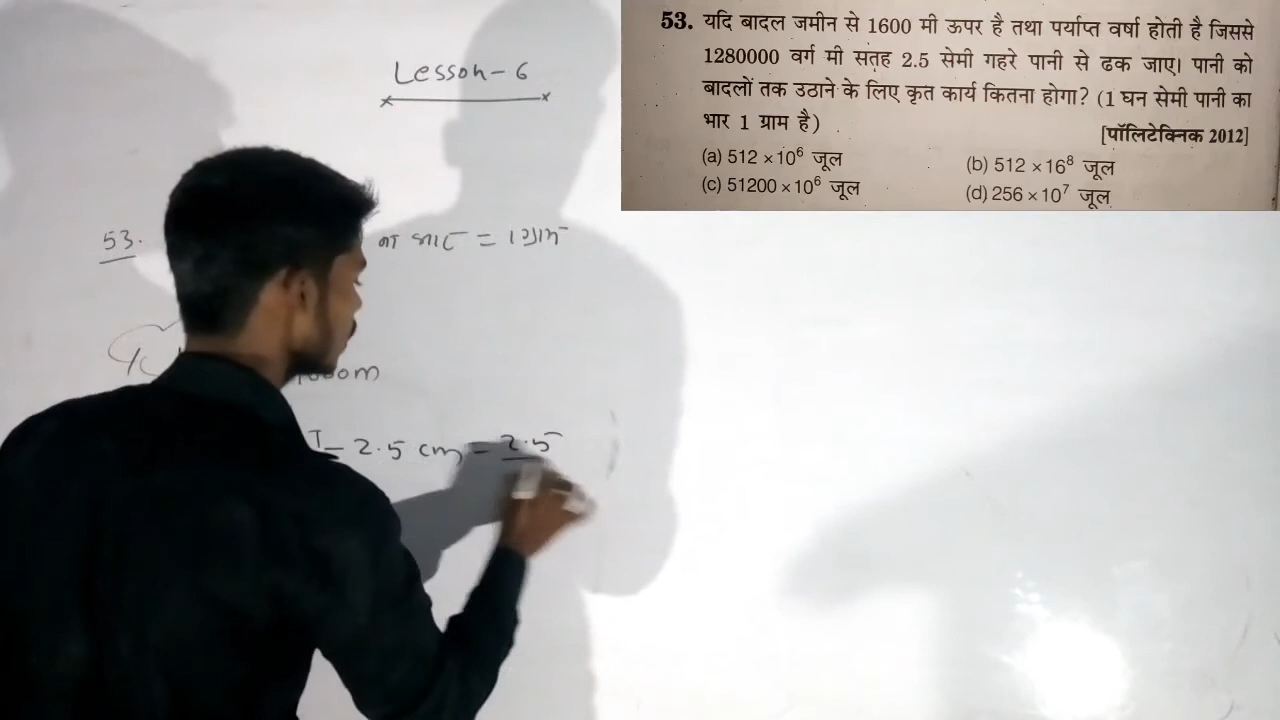 Lesson-6
53. यदि बादल जमीन से 1600 मी ऊपर है तथा पर्याप्त वर्षा होती है जिससे
1280000 वर्ग मी सतह 2.5 सेमी गहरे पानी से ढक जाए। पानी को
बादलों तक उठाने के लिए कृत कार्य कितना होगा? (1 घन सेमी पानी का
भार 1 ग्राम है)
[पॉलिटेक्निक 2012]
(a) 512 × 10⁶ जूल
(b) 512 × 16⁸ जूल
(c) 51200 × 10⁶ जूल
(d) 256 × 10⁷ जूल
53. का भार = 1 ग्राम
2.5 cm = 2.5